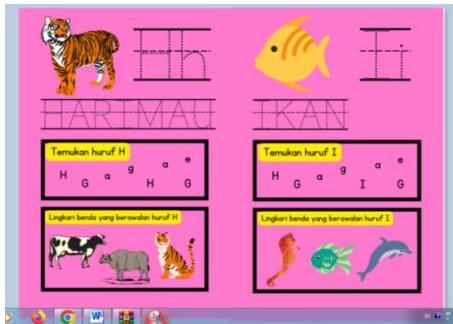 Hh
Ii
HARIMAU
IKAN
Temukan huruf H
H G a g H a e G
Temukan huruf I
H G a g I a e G
Lingkari benda yang berawalan huruf H
Lingkari benda yang berawalan huruf I